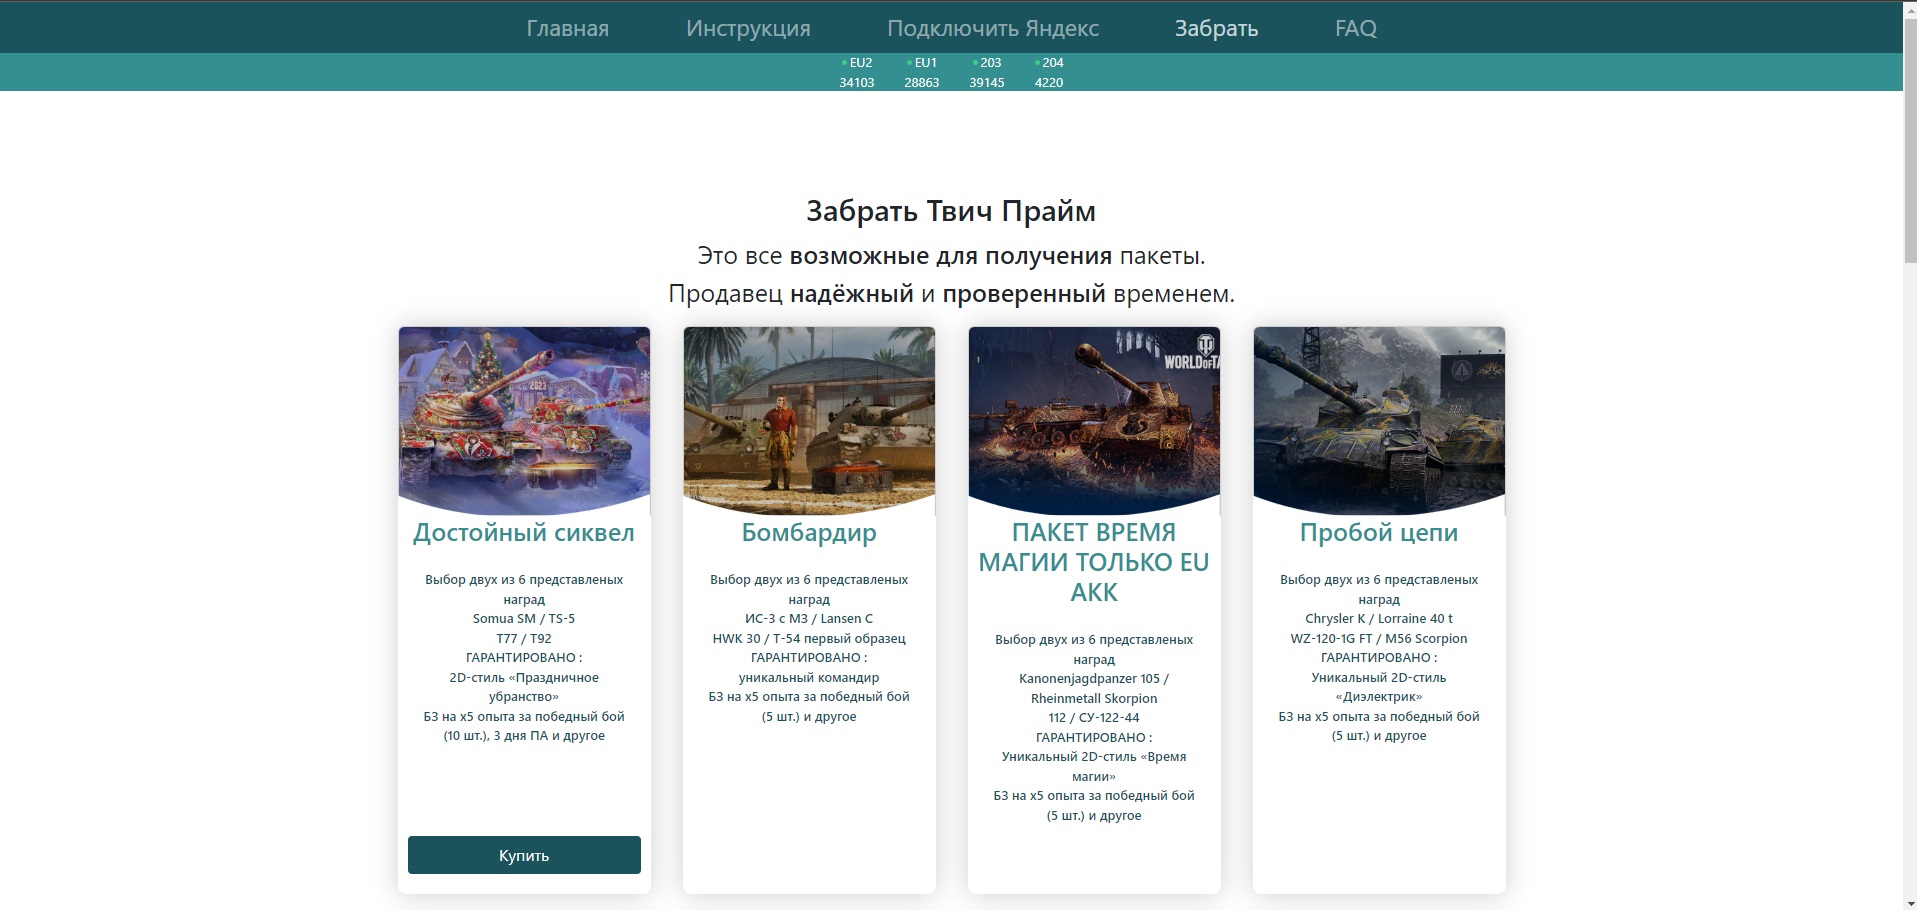 Главная Инструкция Подключить Яндекс Забрать FAQ
EU2 EU1 203 204
34103 28863 39145 4220
Забрать Твич Прайм
Это все возможные для получения пакеты.
Продавец надёжный и проверенный временем.
2023
WORLD OF TA
Достойный сиквел
Выбор двух из 6 представленых
наград
Somua SM / TS-5
T77 / T92
ГАРАНТИРОВАНО :
2D-стиль «Праздничное
убранство»
БЗ на x5 опыта за победный бой
(10 шт.), 3 дня ПА и другое
Купить
Бомбардир
Выбор двух из 6 представленых
наград
ИС-3 с МЗ / Lansen C
HWK 30 / Т-54 первый образец
ГАРАНТИРОВАНО :
уникальный командир
БЗ на x5 опыта за победный бой
(5 шт.) и другое
ПАКЕТ ВРЕМЯ
МАГИИ ТОЛЬКО EU
АКК
Выбор двух из 6 представленых
наград
Kanonenjagdpanzer 105 /
Rheinmetall Skorpion
112 / СУ-122-44
ГАРАНТИРОВАНО :
Уникальный 2D-стиль «Время
магии»
БЗ на x5 опыта за победный бой
(5 шт.) и другое
Пробой цепи
Выбор двух из 6 представленых
наград
Chrysler K / Lorraine 40 t
WZ-120-1G FT / M56 Scorpion
ГАРАНТИРОВАНО :
Уникальный 2D-стиль
«Диэлектрик»
БЗ на x5 опыта за победный бой
(5 шт.) и другое